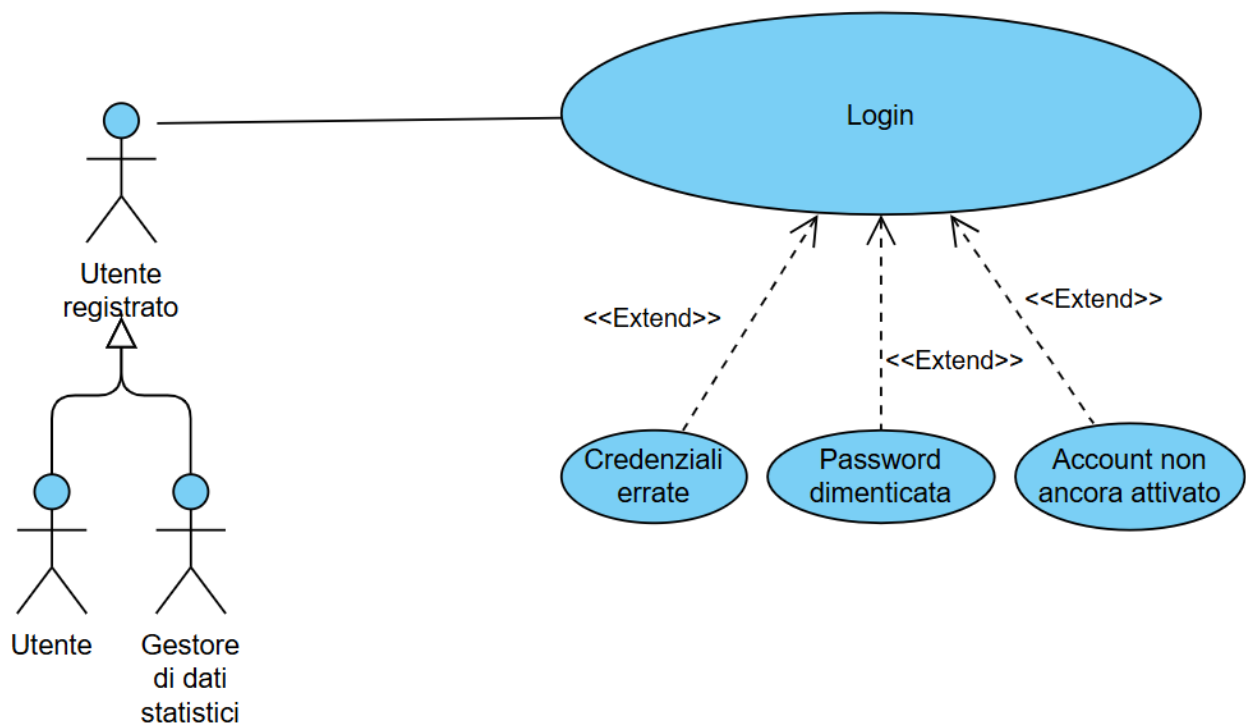 Login
Utente
registrato
<<Extend>>
<<Extend>>
<<Extend>>
Credenziali
errate
Password
dimenticata
Account non
ancora attivato
Utente
Gestore
di dati
statistici